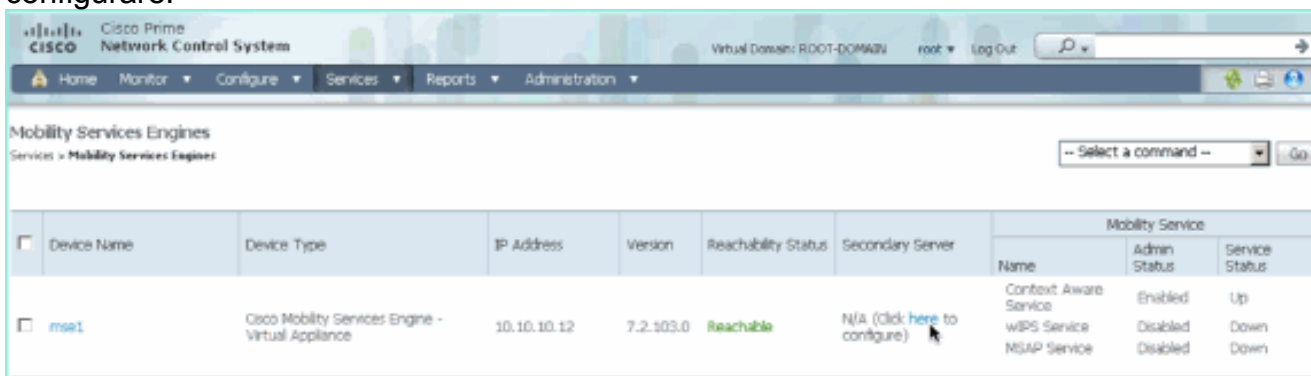 configurare.
Cisco Prime
CISCO Network Control System
Virtual Domain: ROOT-DOMAIN root Log Out
Home Monitor Configure Services Reports Administration
Mobility Services Engines
Services > Mobility Services Engines
-- Select a command -- Go
Mobility Service
Device Name Device Type IP Address Version Reachability Status Secondary Server
Name Admin Status Service Status
mse1 Cisco Mobility Services Engine - Virtual Appliance 10.10.10.12 7.2.103.0 Reachable N/A (Click here to configure)
Context Aware Service Enabled Up
wIPS Service Disabled Down
MSAP Service Disabled Down